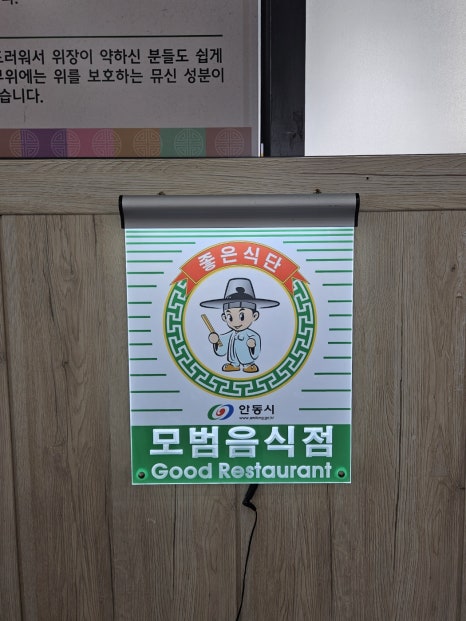 다.
드러워서 위장이 약하신 분들도 쉽게
부위에는 위를 보호하는 뮤신 성분이
습니다.
좋은식단
안동시
모범음식점
Good Restaurant